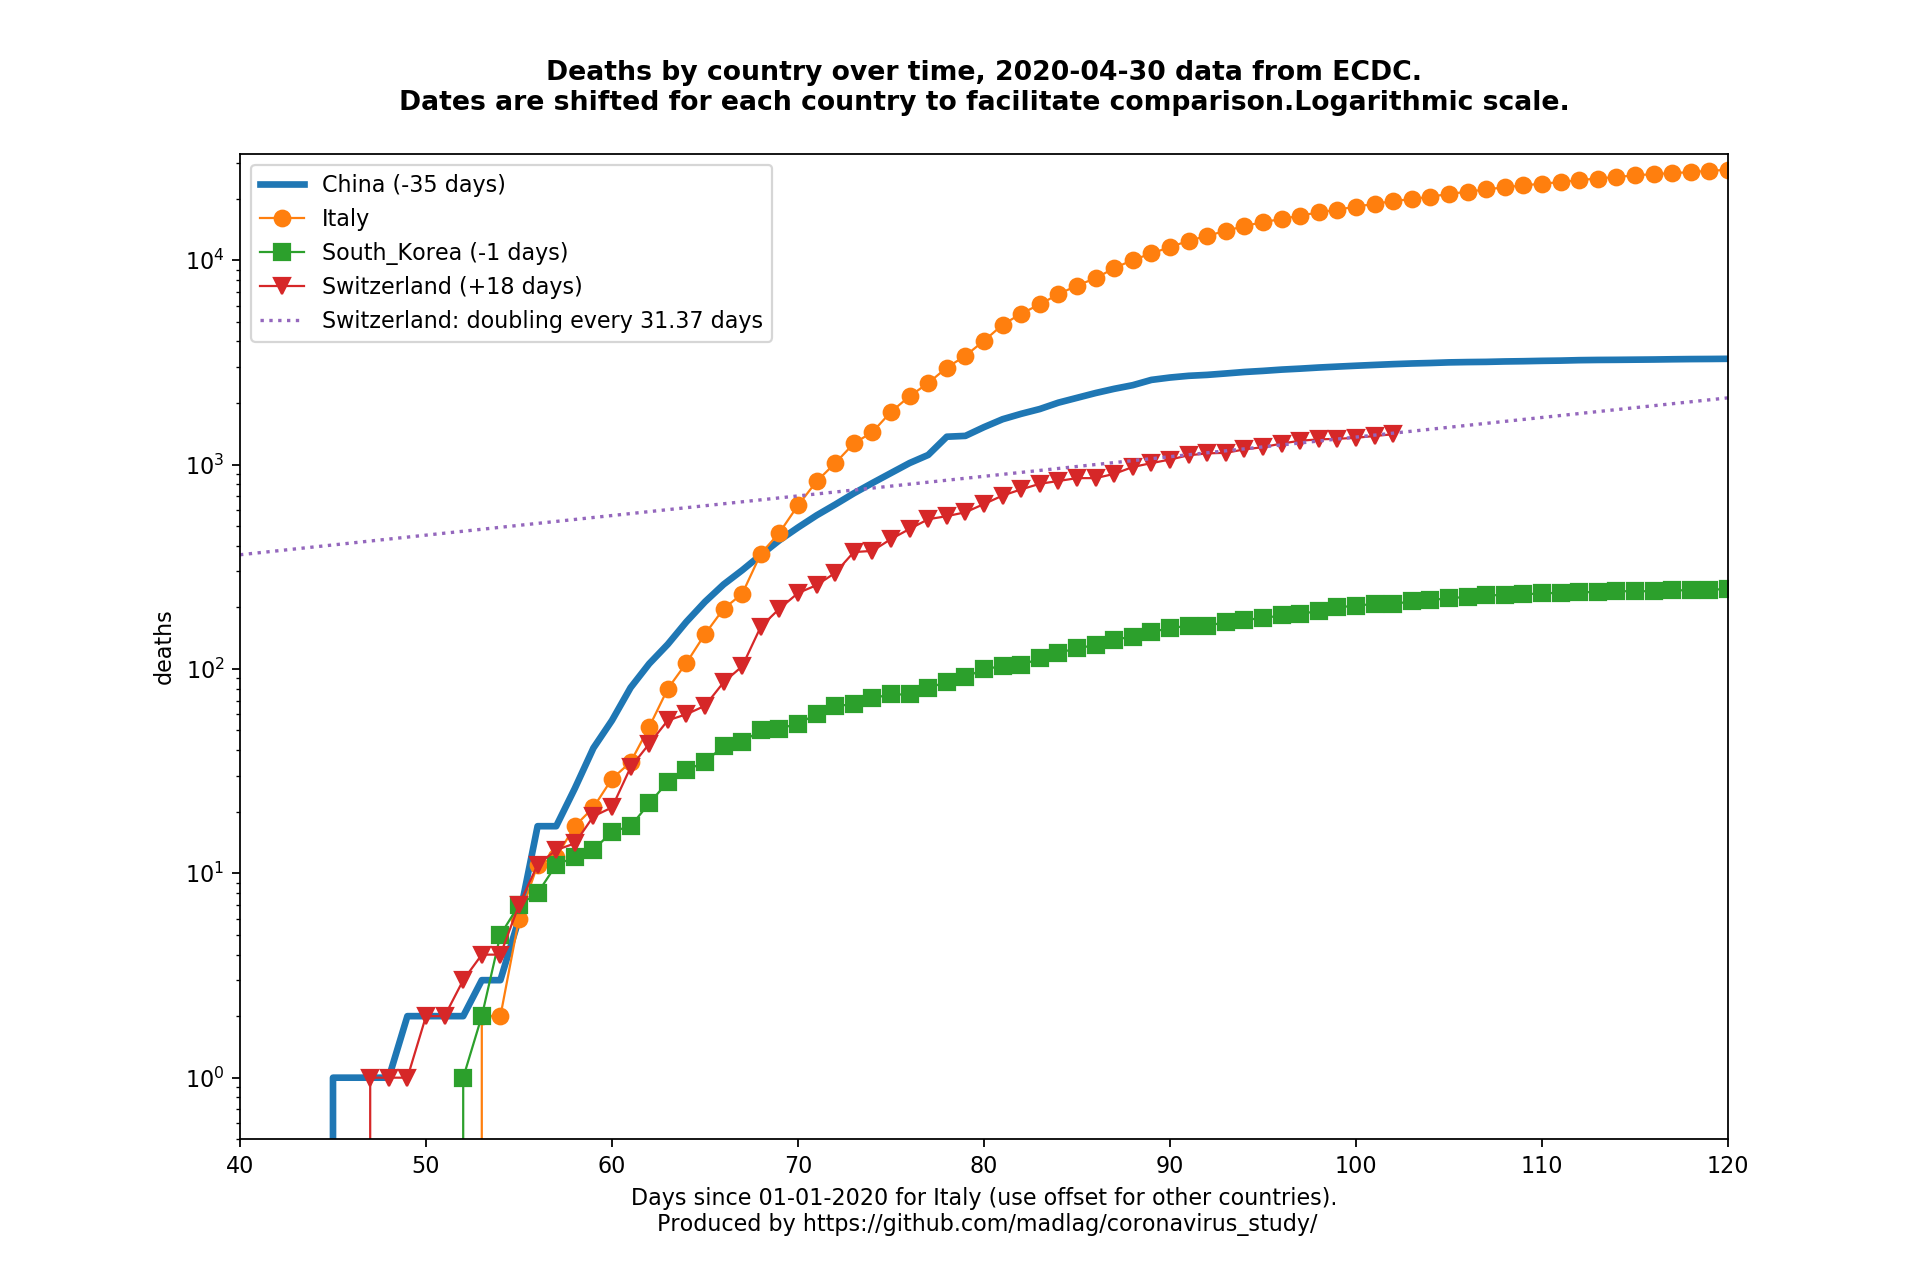 Deaths by country over time, 2020-04-30 data from ECDC.
Dates are shifted for each country to facilitate comparison.Logarithmic scale.
China (-35 days)
Italy
South_Korea (-1 days)
Switzerland (+18 days)
Switzerland: doubling every 31.37 days
deaths
10⁴
10³
10²
10¹
10⁰
40 50 60 70 80 90 100 110 120
Days since 01-01-2020 for Italy (use offset for other countries).
Produced by https://github.com/madlag/coronavirus_study/